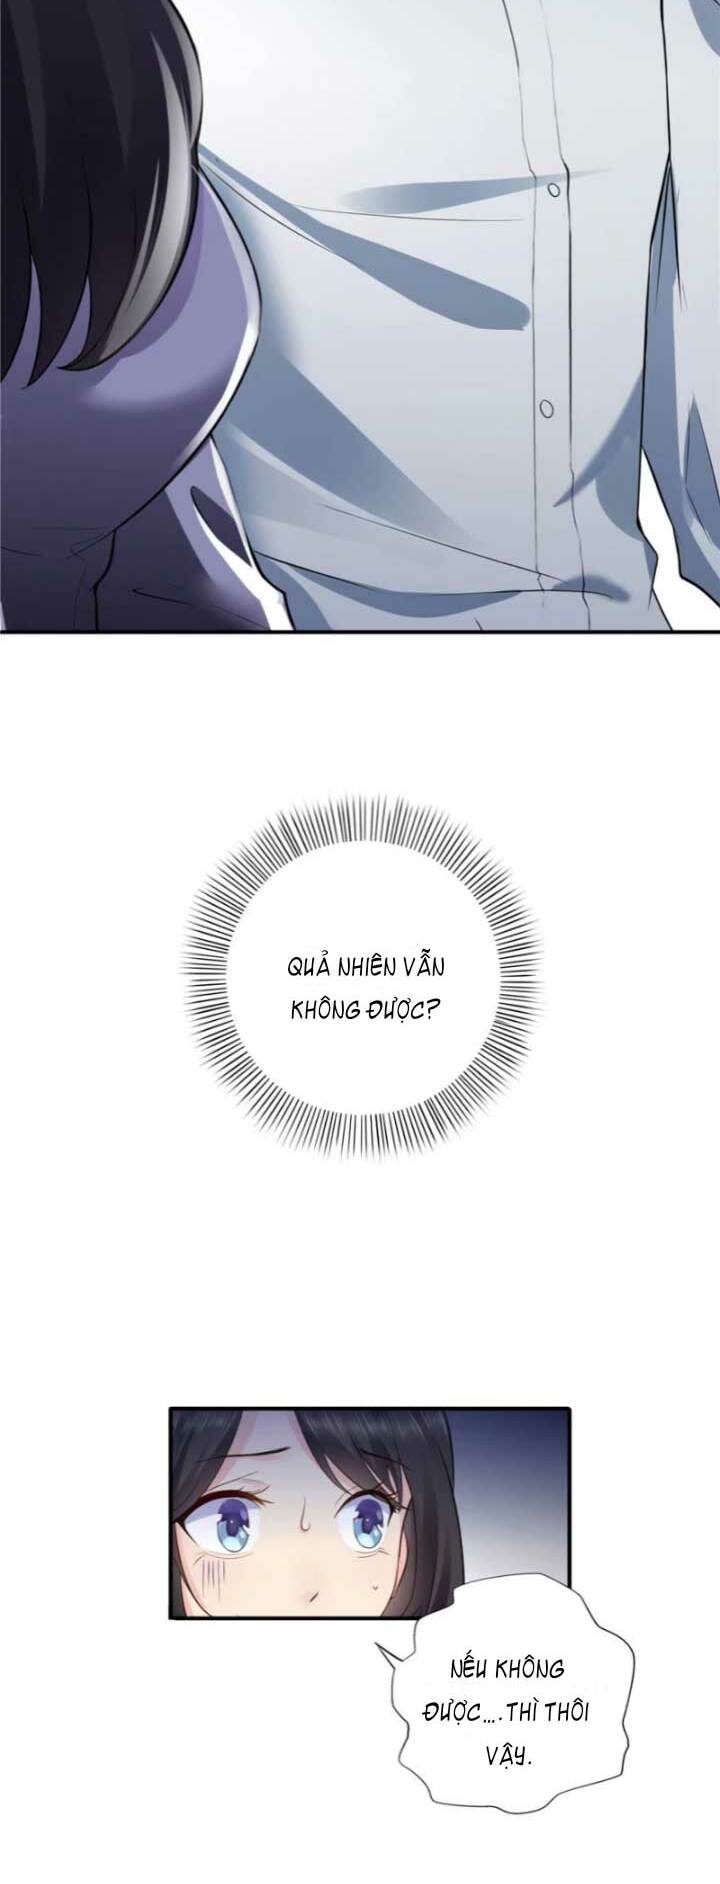 QUẢ NHIÊN VẪN
KHÔNG ĐƯỢC?
NẾU KHÔNG
ĐƯỢC....THÌ THÔI
VẬY.